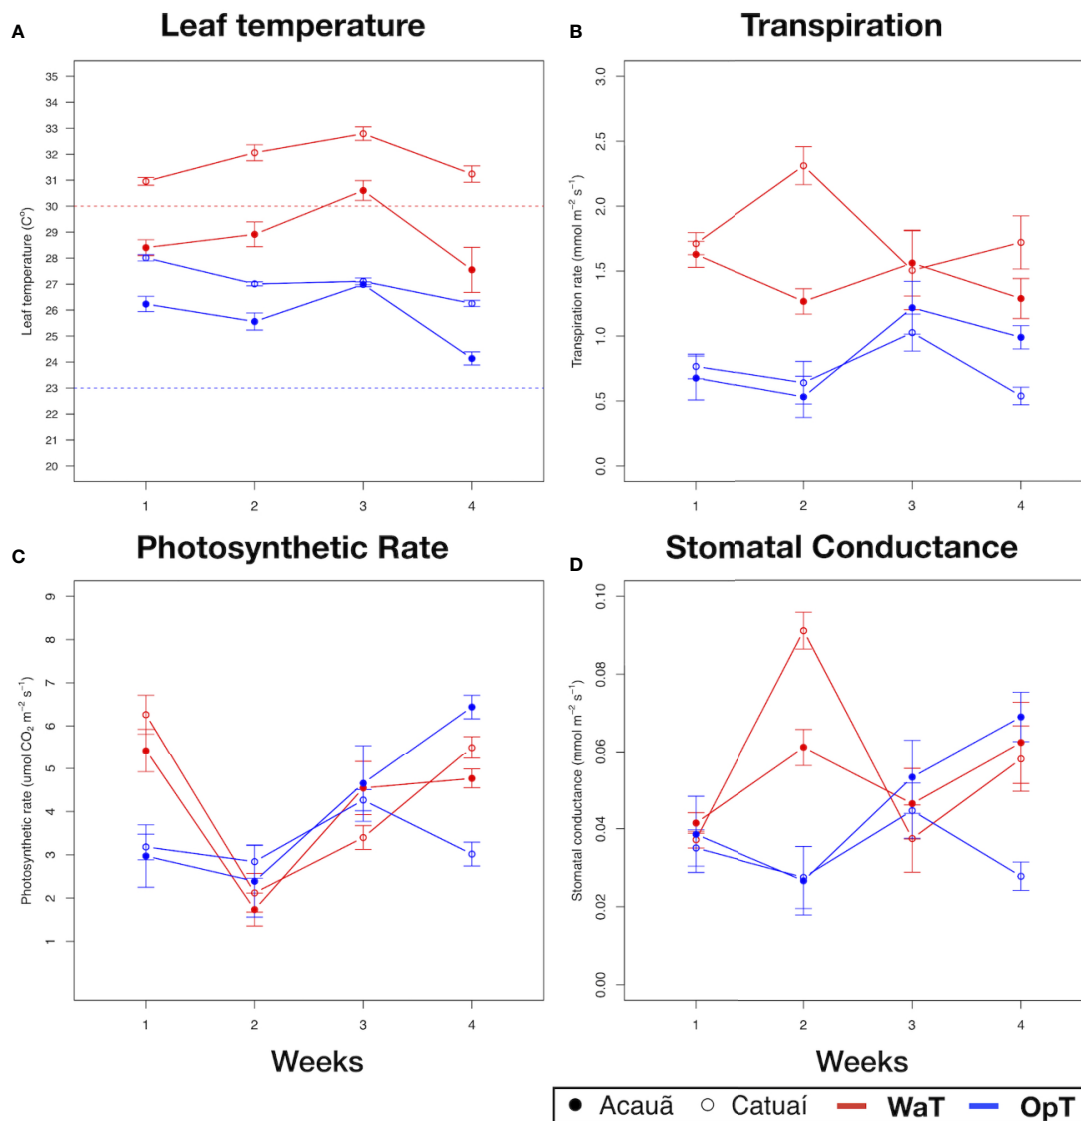 A Leaf temperature
Leaf temperature (C°)
35
34
33
32
31
30
29
28
27
26
25
24
23
22
21
20
1 2 3 4
B Transpiration
Transpiration rate (mmol m⁻² s⁻¹)
3.0
2.5
2.0
1.5
1.0
0.5
0.0
1 2 3 4
C Photosynthetic Rate
Photosynthetic rate (umol CO₂ m⁻² s⁻¹)
9
8
7
6
5
4
3
2
1
1 2 3 4
Weeks
D Stomatal Conductance
Stomatal conductance (mmol m⁻² s⁻¹)
0.10
0.08
0.06
0.04
0.02
0.00
1 2 3 4
Weeks
Acauã Catuaí WaT OpT